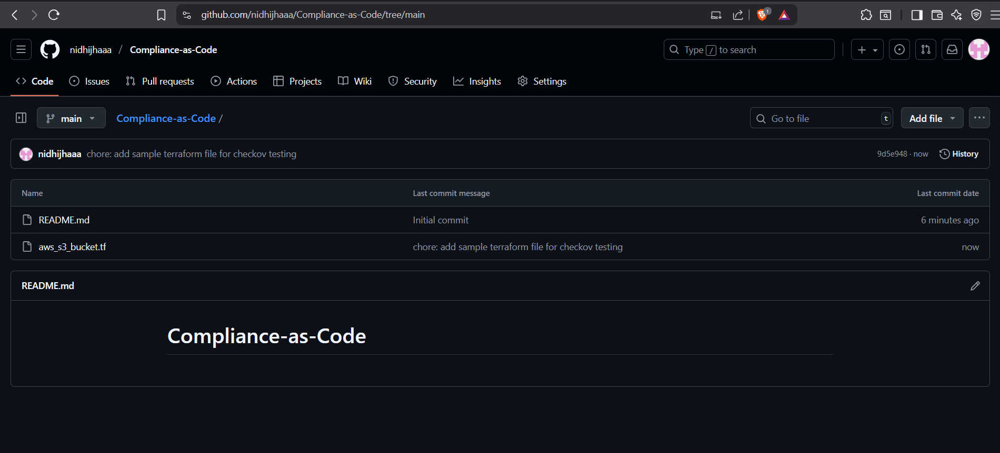 github.com/nidhijhaaa/Compliance-as-Code/tree/main
1
nidhijhaaa / Compliance-as-Code
Type / to search
Code Issues Pull requests Actions Projects Wiki Security Insights Settings
main Compliance-as-Code / Go to file t Add file
nidhijhaaa chore: add sample terraform file for checkov testing 9d5e948 · now History
Name Last commit message Last commit date
README.md Initial commit 6 minutes ago
aws_s3_bucket.tf chore: add sample terraform file for checkov testing now
README.md
Compliance-as-Code